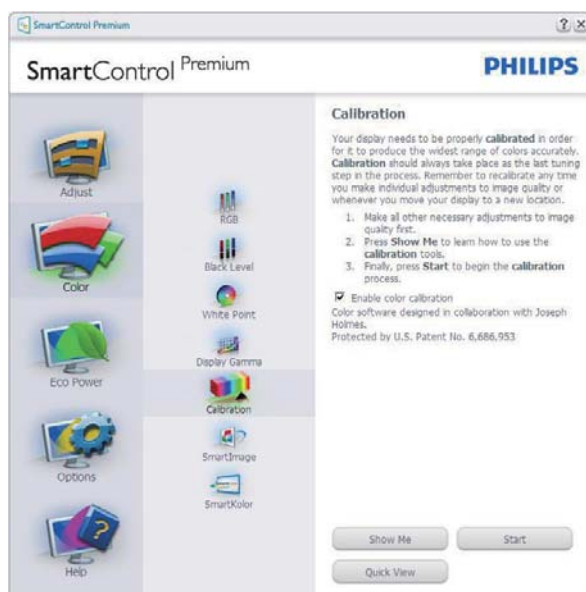 SmartControl Premium
SmartControl Premium
PHILIPS
Adjust
Color
Eco Power
Options
Help
RGB
Black Level
White Point
Display Gamma
Calibration
SmartImage
SmartKolor
Calibration
Your display needs to be properly calibrated in order
for it to produce the widest range of colors accurately.
Calibration should always take place as the last tuning
step in the process. Remember to recalibrate any time
you make individual adjustments to image quality or
whenever you move your display to a new location.
1. Make all other necessary adjustments to image
quality first.
2. Press Show Me to learn how to use the
calibration tools.
3. Finally, press Start to begin the calibration
process.
Enable color calibration
Color software designed in collaboration with Joseph
Holmes.
Protected by U.S. Patent No. 6,686,953
Show Me
Start
Quick View